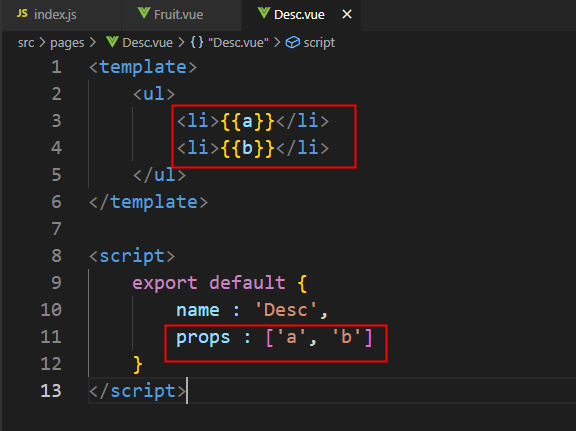 JS index.js Fruit.vue Desc.vue ×
src > pages > Desc.vue > {} "Desc.vue" > script
1 <template>
2 <ul>
3 <li>{{a}}</li>
4 <li>{{b}}</li>
5 </ul>
6 </template>
7
8 <script>
9 export default {
10 name : 'Desc',
11 props : ['a', 'b']
12 }
13 </script>